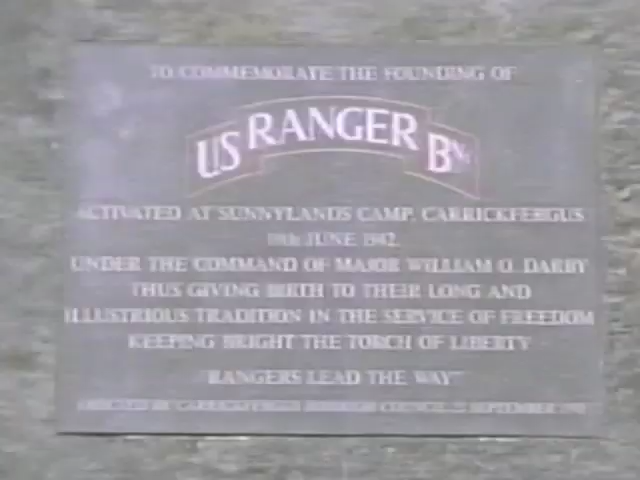 TO COMMEMORATE THE FOUNDING OF
US RANGER BN.
ACTIVATED AT SUNNYLANDS CAMP, CARRICKFERGUS
19th JUNE 1942.
UNDER THE COMMAND OF MAJOR WILLIAM O. DARBY
THUS GIVING BIRTH TO THEIR LONG AND
ILLUSTRIOUS TRADITION IN THE SERVICE OF FREEDOM
KEEPING BRIGHT THE TORCH OF LIBERTY
"RANGERS LEAD THE WAY"